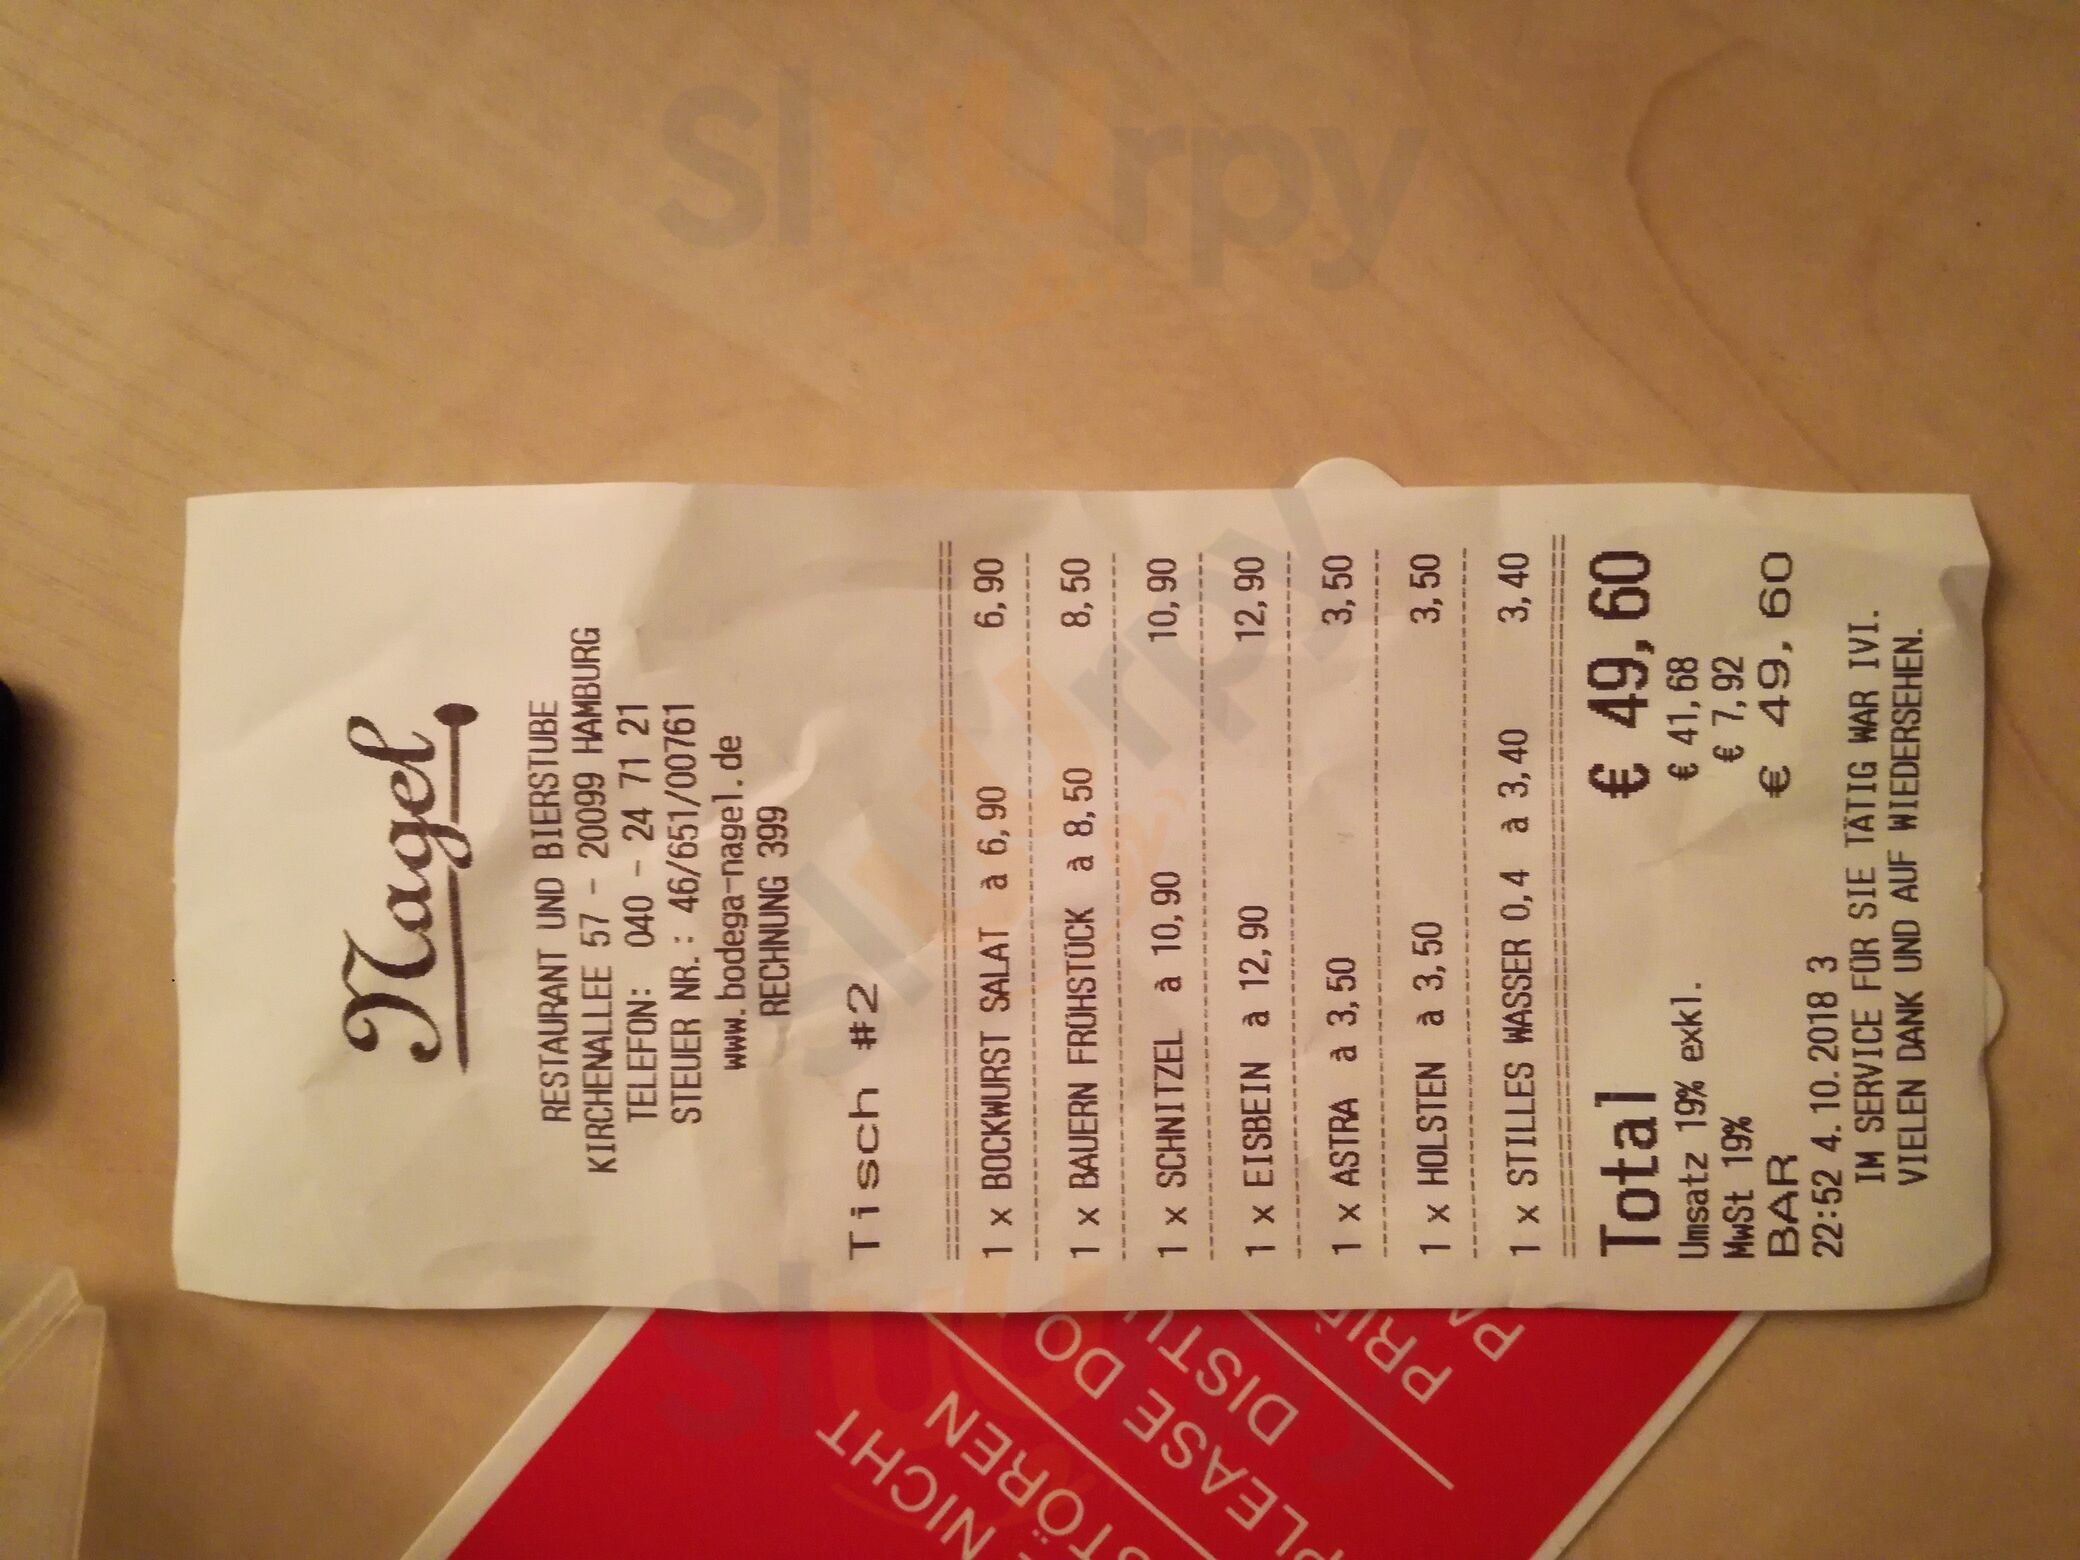 Nagel
RESTAURANT UND BIERSTUBE
KIRCHENALLEE 57 - 20099 HAMBURG
TELEFON: 040 - 24 71 21
STEUER NR.: 46/651/00761
www.bodega-nagel.de
RECHNUNG 399
Tisch #2
1 x BOCKWURST SALAT à 6,90 6,90
1 x BAUERN FRÜHSTÜCK à 8,50 8,50
1 x SCHNITZEL à 10,90 10,90
1 x EISBEIN à 12,90 12,90
1 x ASTRA à 3,50 3,50
1 x HOLSTEN à 3,50 3,50
1 x STILLES WASSER 0,4 à 3,40 3,40
Total € 49,60
Umsatz 19% exkl. € 41,68
MwSt 19% € 7,92
BAR € 49,60
22:52 4.10.2018 3
IM SERVICE FÜR SIE TÄTIG WAR IVI.
VIELEN DANK UND AUF WIEDERSEHEN.
NICHT
STÖREN
PLEASE DO
DISTU
PRIÈ
PA
Sluurpy
Sluurpy
Sluurpy